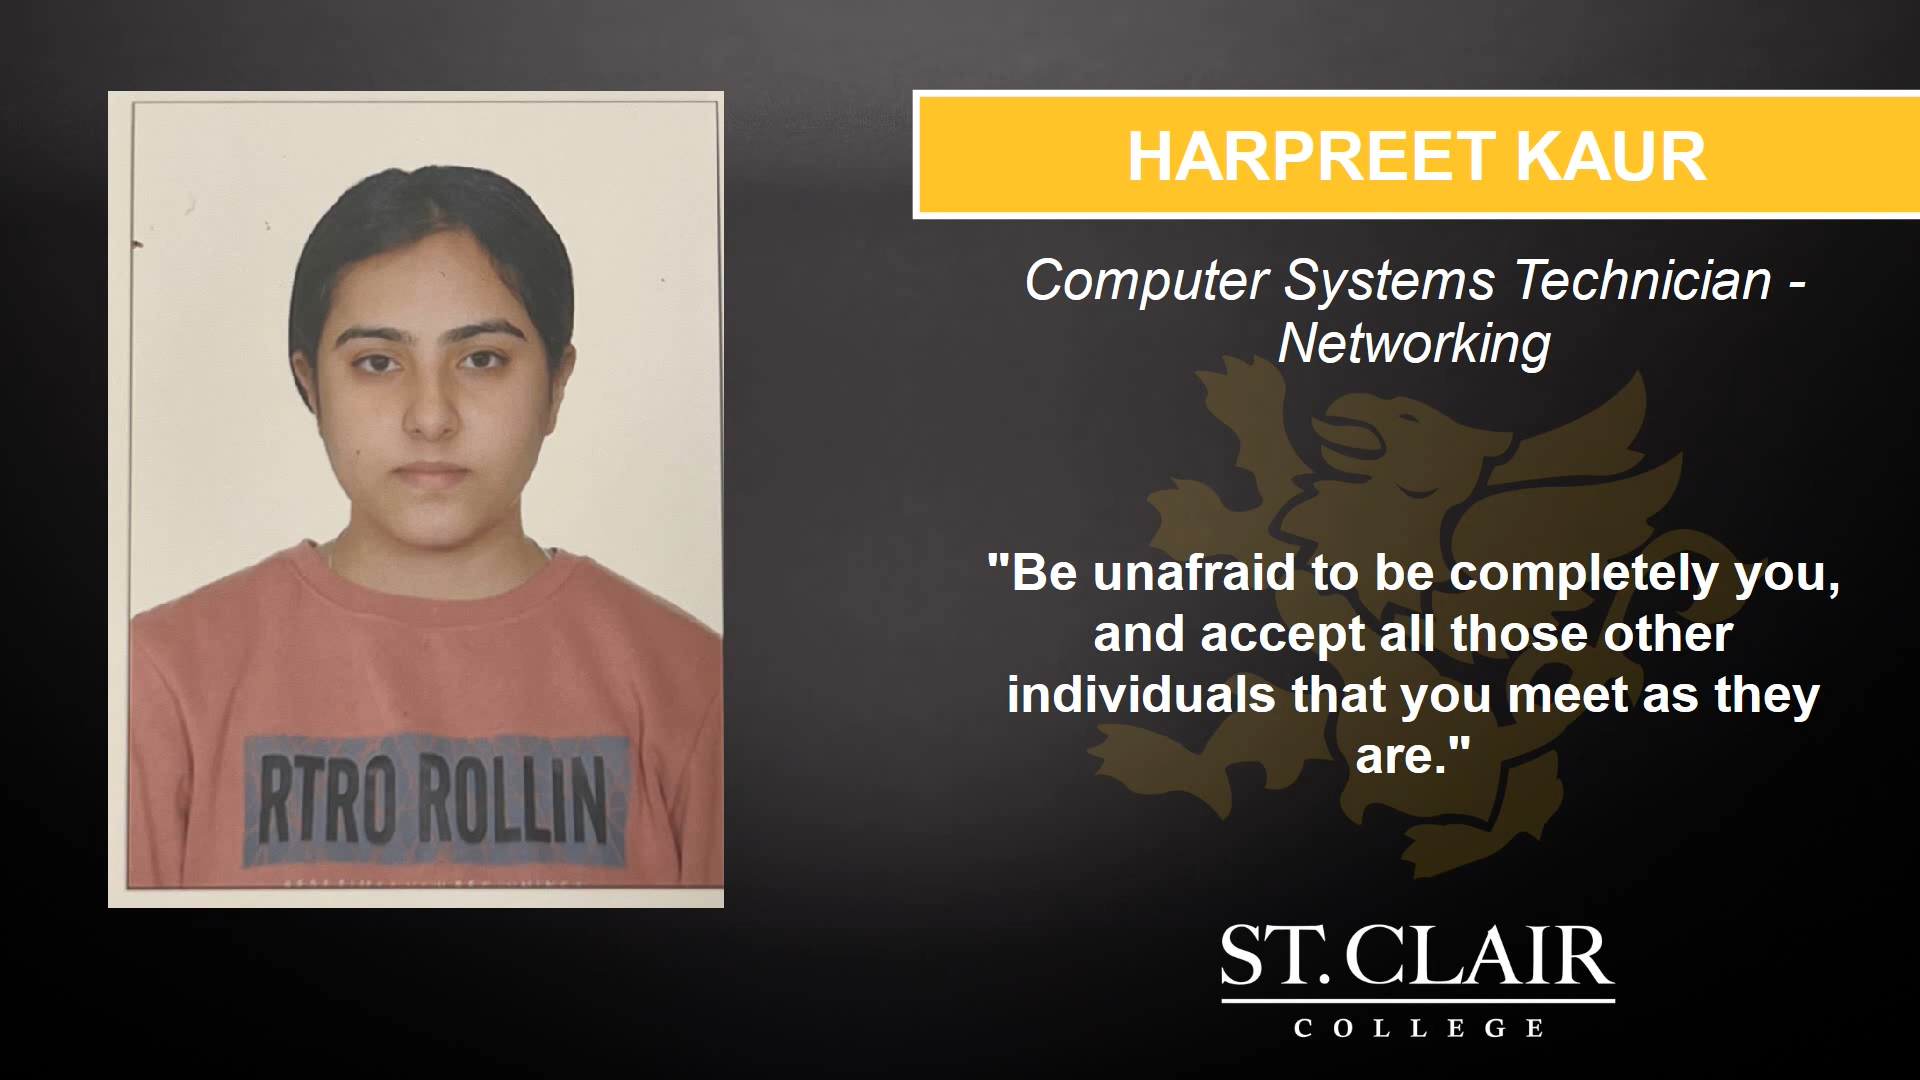 HARPREET KAUR
Computer Systems Technician -
Networking
"Be unafraid to be completely you,
and accept all those other
individuals that you meet as they
are."
RTRO ROLLIN
ST. CLAIR
COLLEGE